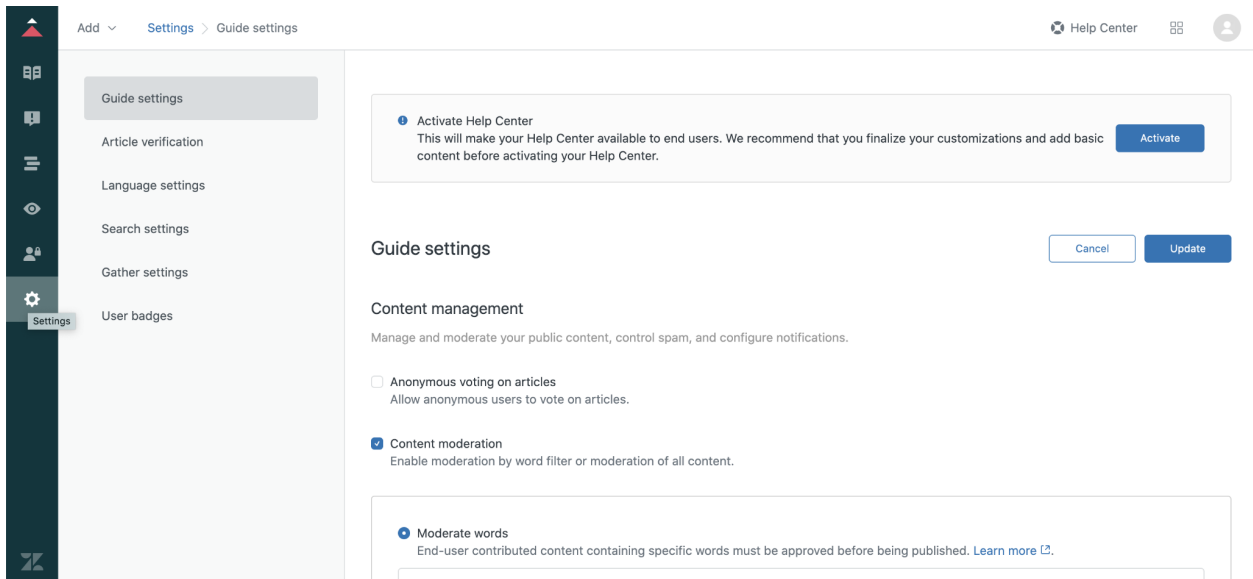 Add
Settings > Guide settings
Help Center
Guide settings
Article verification
Language settings
Search settings
Gather settings
User badges
Settings
Activate Help Center
This will make your Help Center available to end users. We recommend that you finalize your customizations and add basic
content before activating your Help Center.
Activate
Guide settings
Cancel
Update
Content management
Manage and moderate your public content, control spam, and configure notifications.
Anonymous voting on articles
Allow anonymous users to vote on articles.
Content moderation
Enable moderation by word filter or moderation of all content.
Moderate words
End-user contributed content containing specific words must be approved before being published. Learn more.